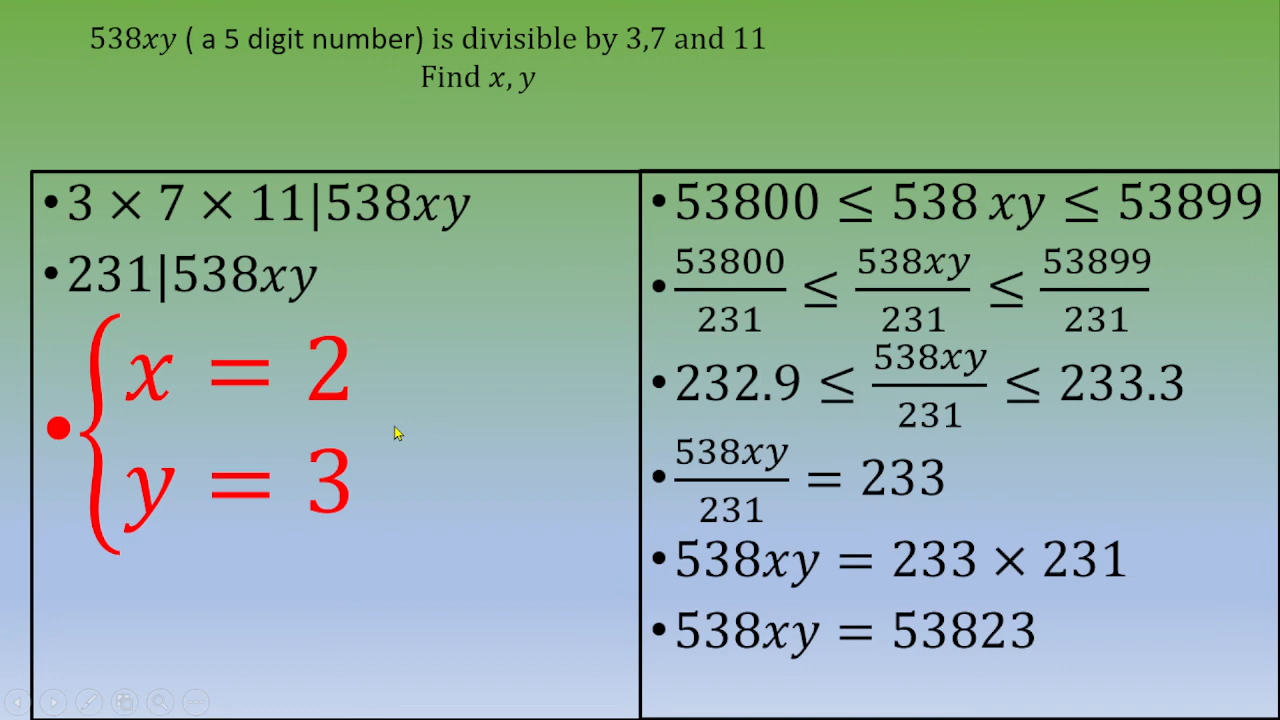 538xy ( a 5 digit number) is divisible by 3,7 and 11
Find x, y
•3 × 7 × 11|538xy
•231|538xy
•{ x = 2
y = 3
•53800 ≤ 538 xy ≤ 53899
•53800/231 ≤ 538xy/231 ≤ 53899/231
•232.9 ≤ 538xy/231 ≤ 233.3
•538xy/231 = 233
•538xy = 233 × 231
•538xy = 53823